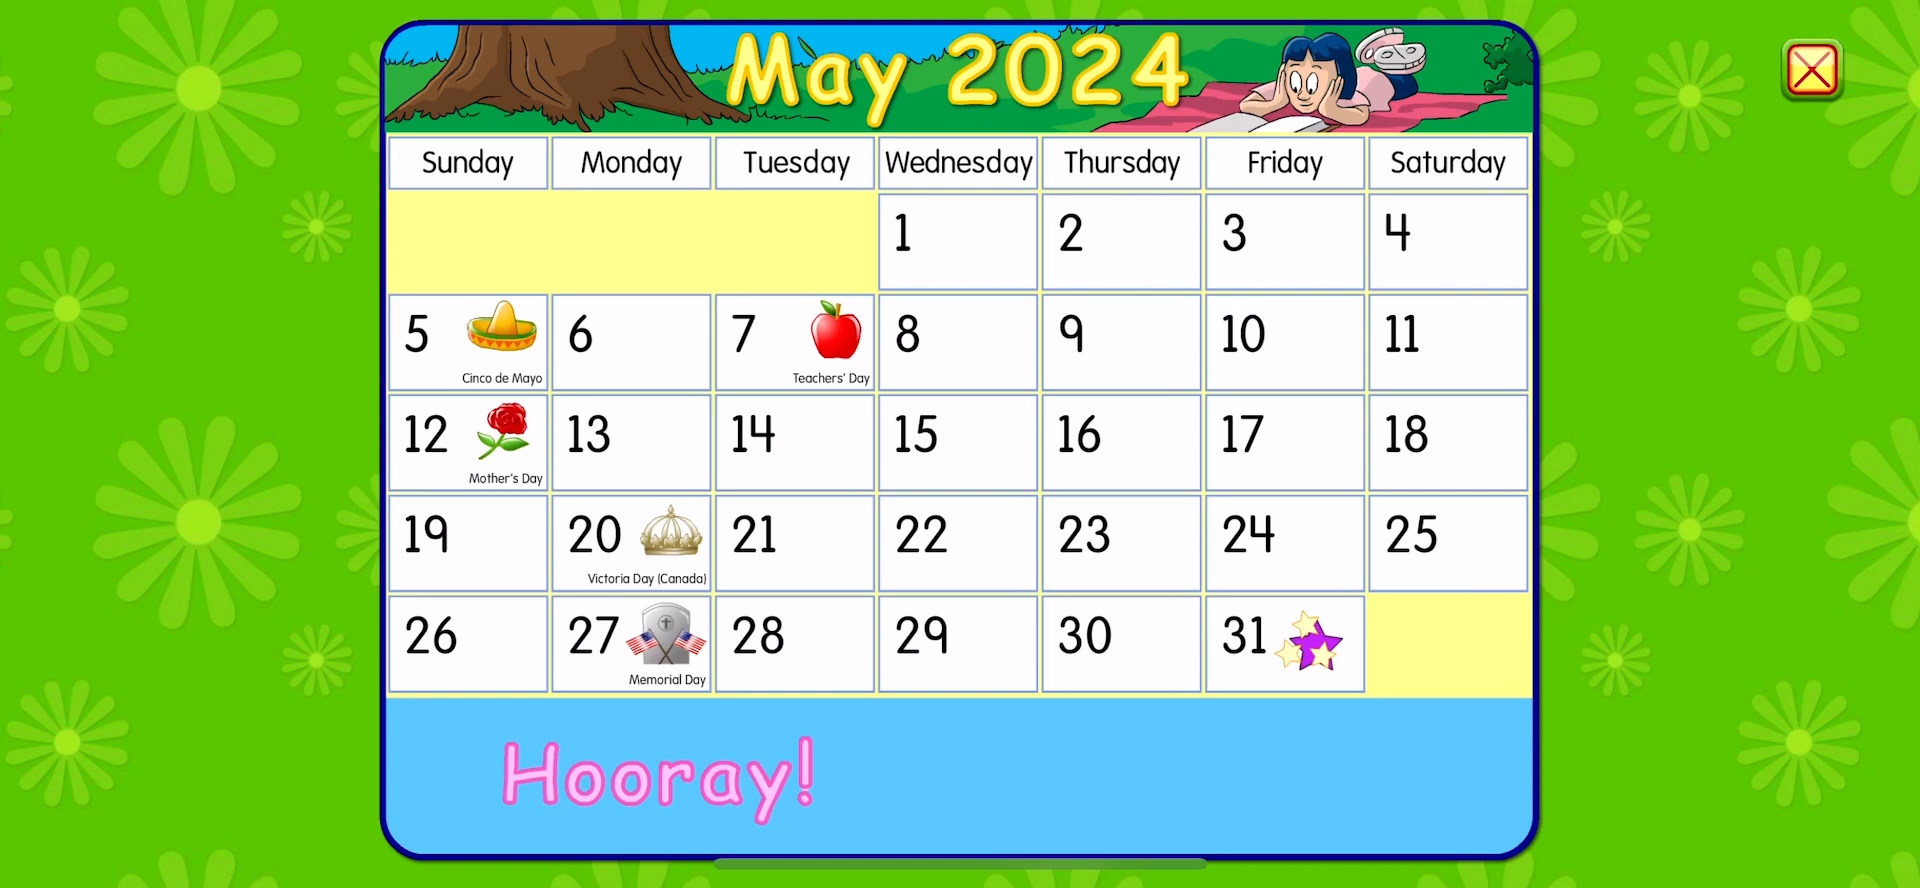 May 2024
Sunday Monday Tuesday Wednesday Thursday Friday Saturday
1 2 3 4
5 6 7 8 9 10 11
Cinco de Mayo Teachers' Day
12 13 14 15 16 17 18
Mother's Day
19 20 21 22 23 24 25
Victoria Day (Canada)
26 27 28 29 30 31
Memorial Day
Hooray!